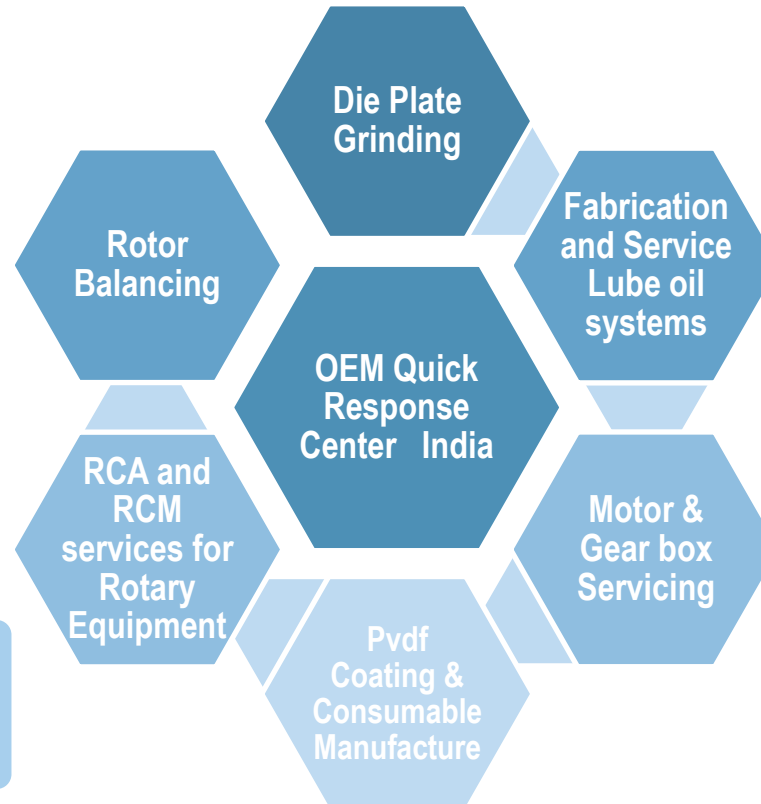 Die Plate
Grinding
Fabrication
and Service
Lube oil
systems
Rotor
Balancing
OEM Quick
Response
Center India
RCA and
RCM
services for
Rotary
Equipment
Motor &
Gear box
Servicing
Pvdf
Coating &
Consumable
Manufacture